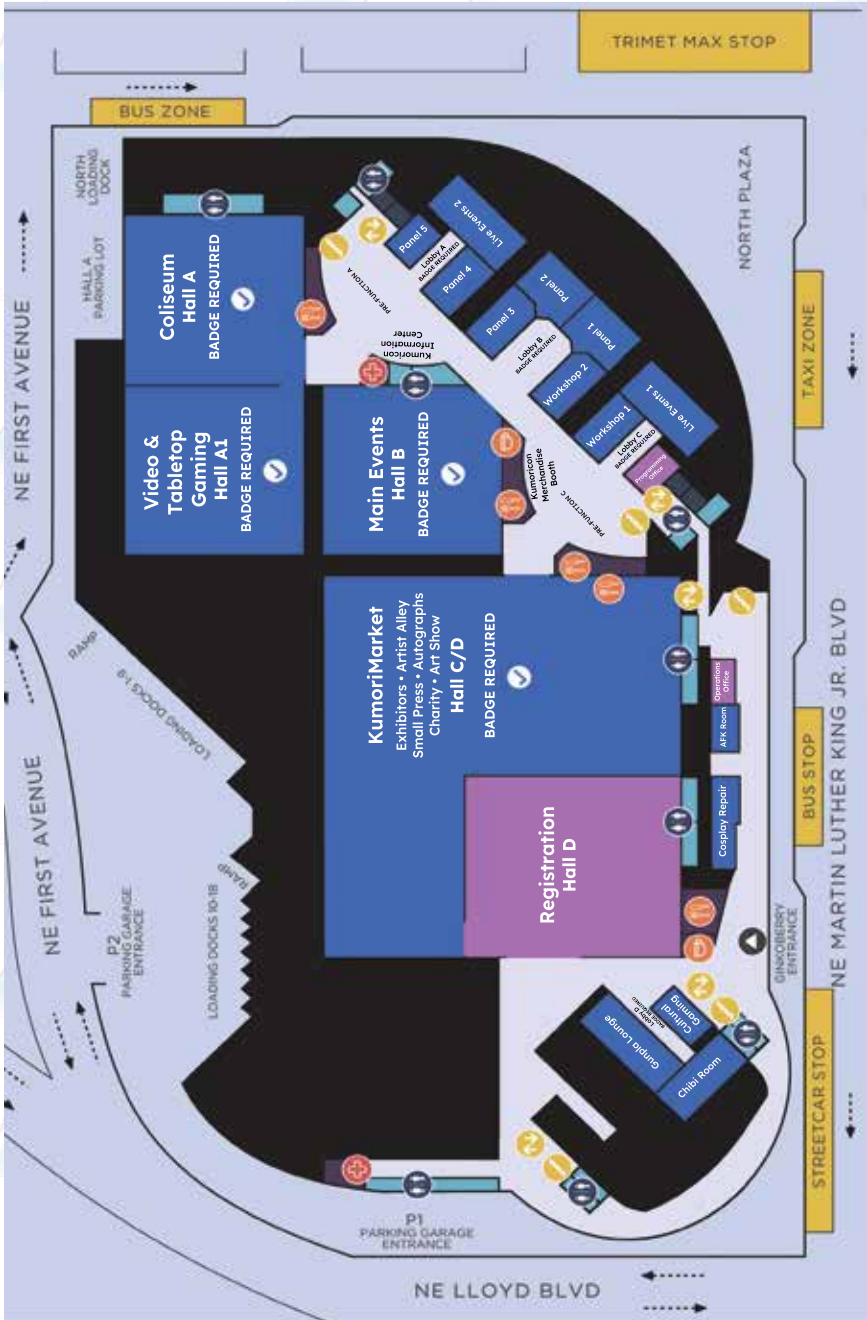 TRIMET MAX STOP
BUS ZONE
NORTH
LOADING
DOCK
HALL A
PARKING LOT
NE FIRST AVENUE
NORTH PLAZA
TAXI ZONE
Coliseum
Hall A
BADGE REQUIRED
Video &
Tabletop
Gaming
Hall A1
BADGE REQUIRED
PRE-FUNCTION A
Kumoricon
Information
Center
Panel 5
Lobby A
BADGE REQUIRED
Panel 4
Live Events 2
Panel 3
Panel 2
Lobby B
BADGE REQUIRED
Panel 1
Workshop 2
Workshop 1
Live Events 1
Lobby C
BADGE REQUIRED
Programming
Office
Main Events
Hall B
BADGE REQUIRED
Kumoricon
Merchandise
Booth
PRE-FUNCTION C
RAMP
LOADING DOCKS 1-9
KumoriMarket
Exhibitors • Artist Alley
Small Press • Autographs
Charity • Art Show
Hall C/D
BADGE REQUIRED
Operations
Office
AFK Room
Cosplay Repair
BUS STOP
NE MARTIN LUTHER KING JR. BLVD
NE FIRST AVENUE
P2
PARKING GARAGE
ENTRANCE
RAMP
LOADING DOCKS 10-18
Registration
Hall D
GINKOBERRY
ENTRANCE
Lobby D
BADGE REQUIRED
Cultural
Gaming
Gunpla Lounge
Chibi Room
STREETCAR STOP
P1
PARKING GARAGE
ENTRANCE
NE LLOYD BLVD